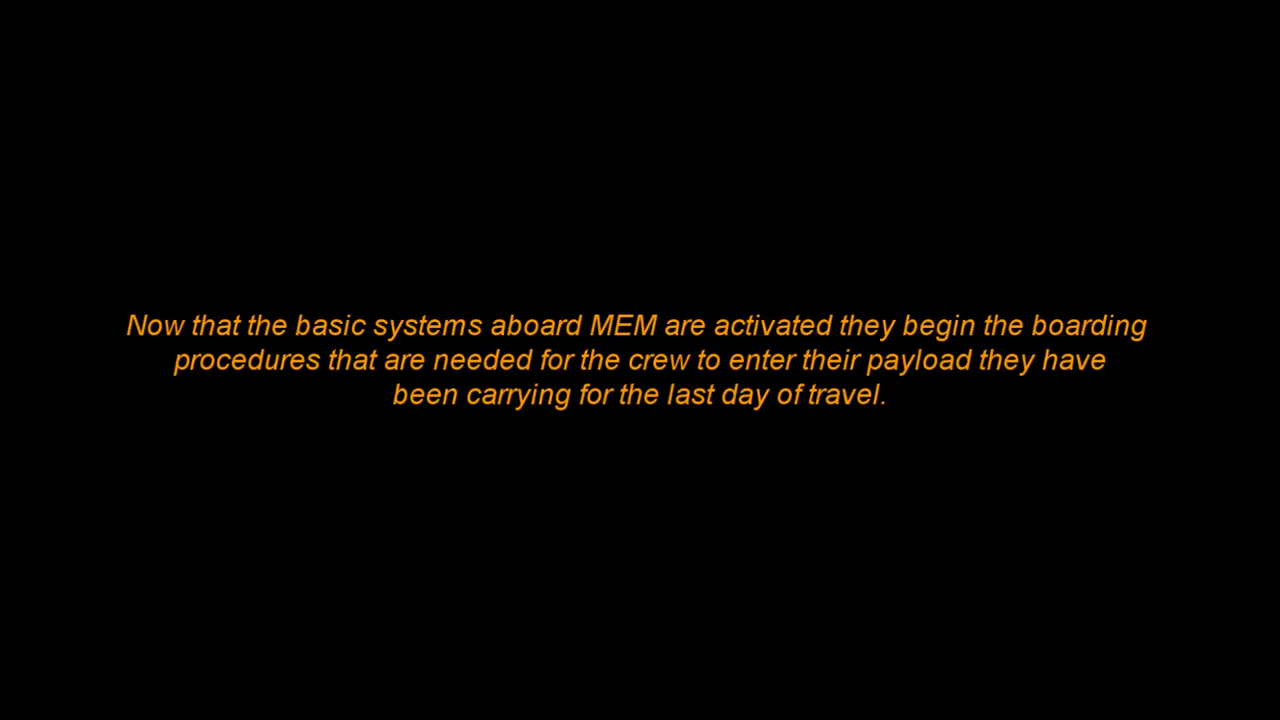 Now that the basic systems aboard MEM are activated they begin the boarding
procedures that are needed for the crew to enter their payload they have
been carrying for the last day of travel.